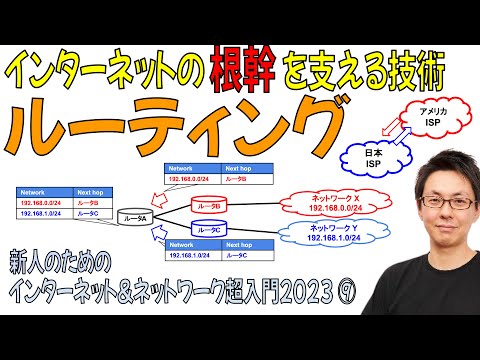 インターネットの根幹を支える技術
ルーティング
アメリカ
ISP
日本
ISP
Network Next hop
192.168.0.0/24 ルータB
Network Next hop
192.168.0.0/24 ルータB
192.168.1.0/24 ルータC
ルータA
ルータB
ルータC
ネットワーク X
192.168.0.0/24
ネットワーク Y
192.168.1.0/24
Network Next hop
192.168.1.0/24 ルータC
新人のための
インターネット&ネットワーク超入門2023 ⑨